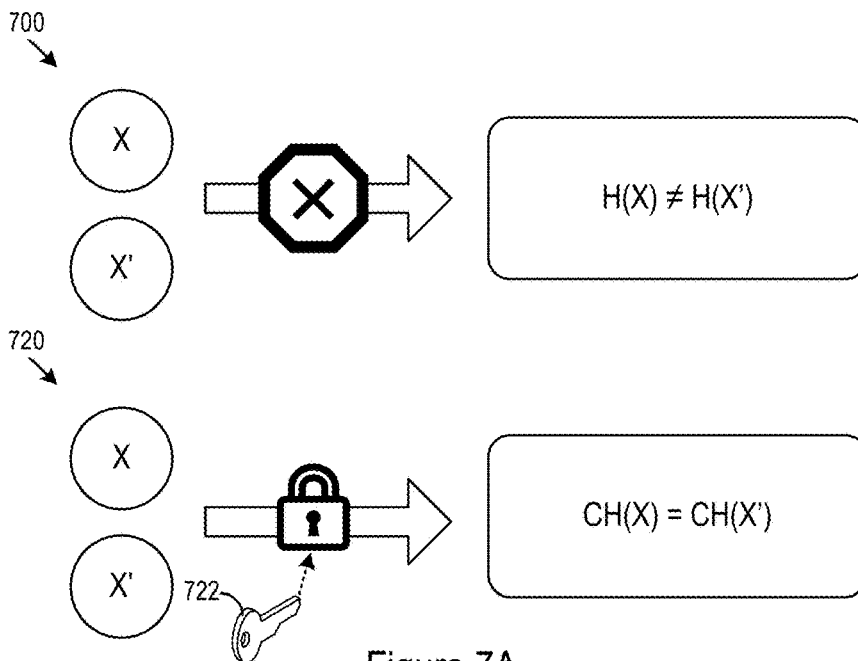 700
X
X'
H(X) ≠ H(X')
720
X
X'
722
CH(X) = CH(X')
Figure 7A